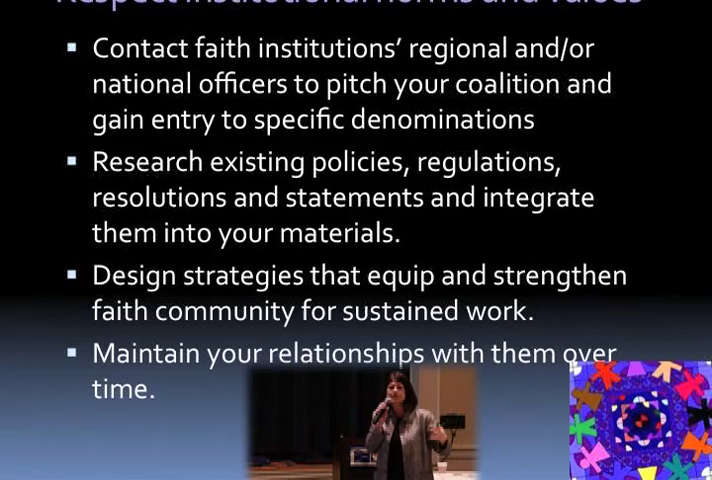 Respect institutional norms and values
▪ Contact faith institutions' regional and/or
national officers to pitch your coalition and
gain entry to specific denominations
▪ Research existing policies, regulations,
resolutions and statements and integrate
them into your materials.
▪ Design strategies that equip and strengthen
faith community for sustained work.
▪ Maintain your relationships with them over
time.